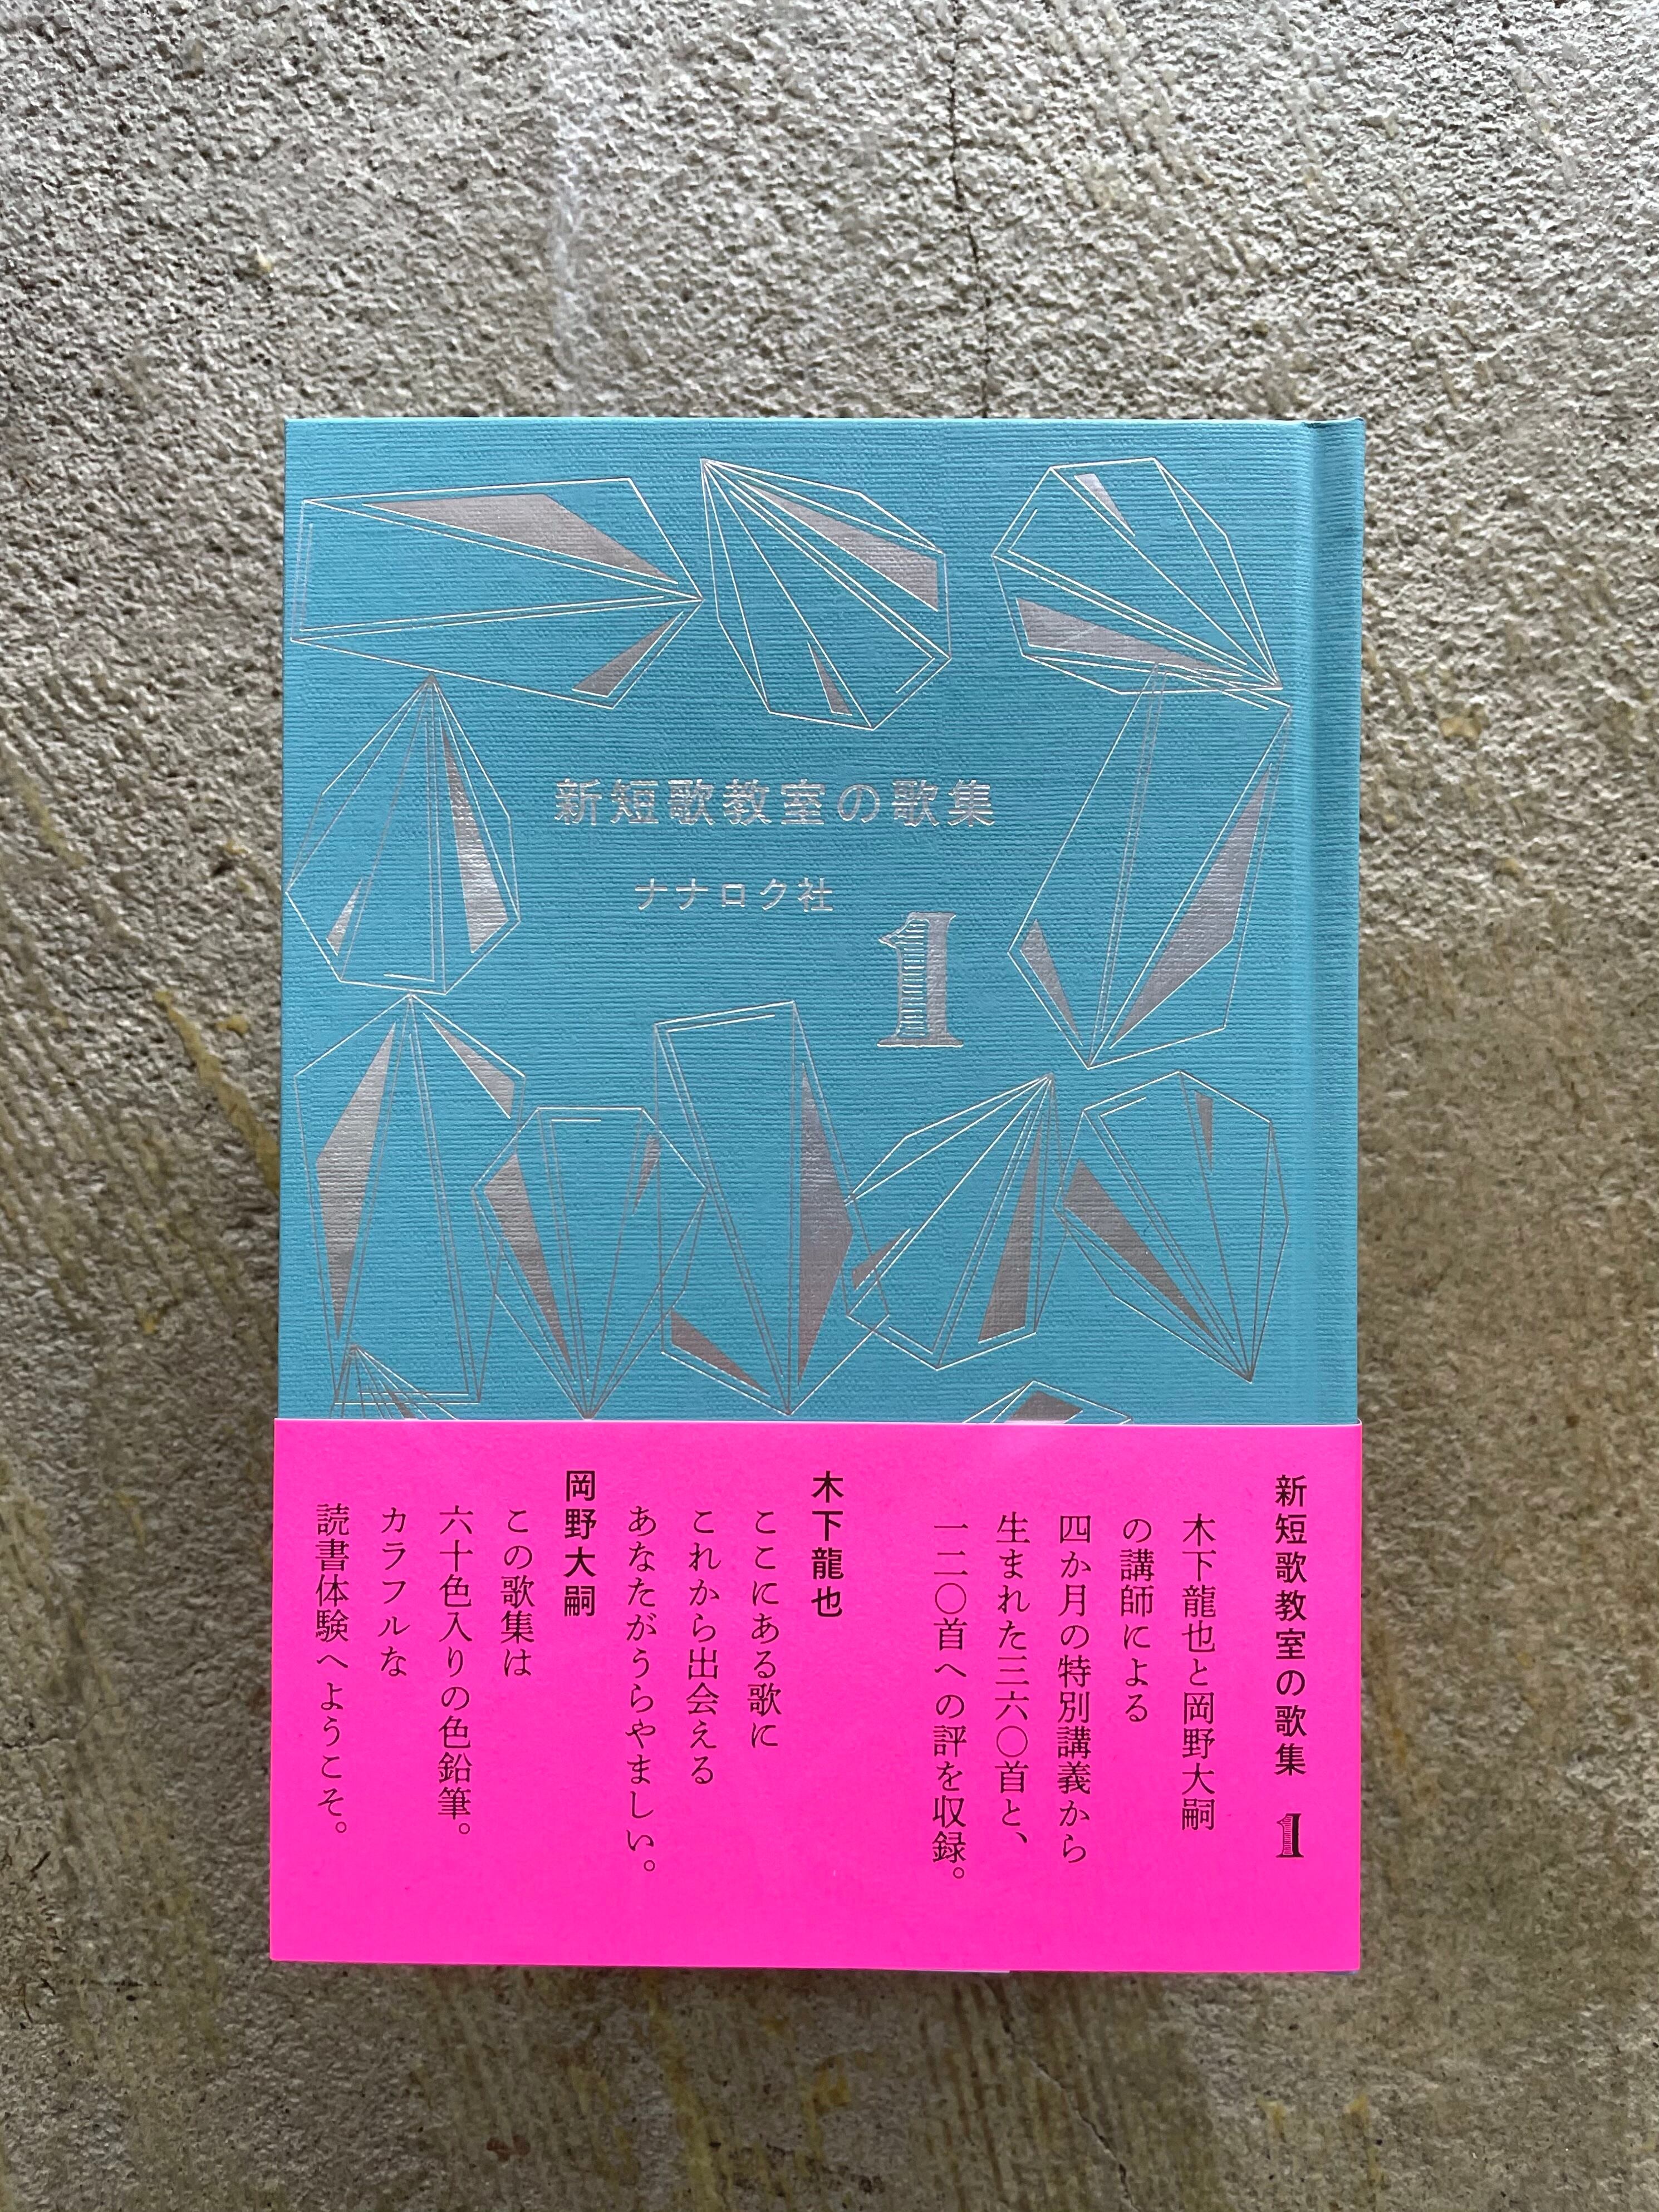 新短歌教室の歌集
ナナロク社
1
新短歌教室の歌集 1
木下龍也と岡野大嗣
の講師による
四か月の特別講義から
生まれた三六〇首と、
一二〇首への評を収録。
木下龍也
ここにある歌に
これから出会える
あなたがうらやましい。
岡野大嗣
この歌集は
六十色入りの色鉛筆。
カラフルな
読書体験へようこそ。